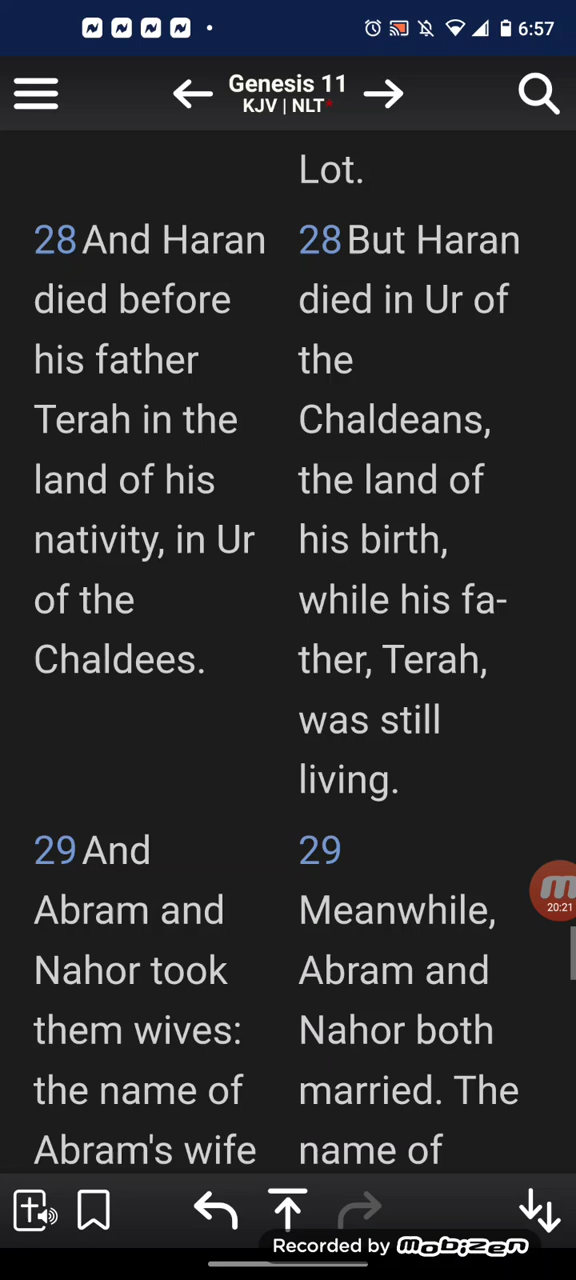 6:57
Genesis 11
KJV | NLT*
Lot.
28 And Haran
died before
his father
Terah in the
land of his
nativity, in Ur
of the
Chaldees.
28 But Haran
died in Ur of
the
Chaldeans,
the land of
his birth,
while his fa-
ther, Terah,
was still
living.
29 And
Abram and
Nahor took
them wives:
the name of
Abram's wife
29
Meanwhile,
Abram and
Nahor both
married. The
name of
20:21
Recorded by mobizen